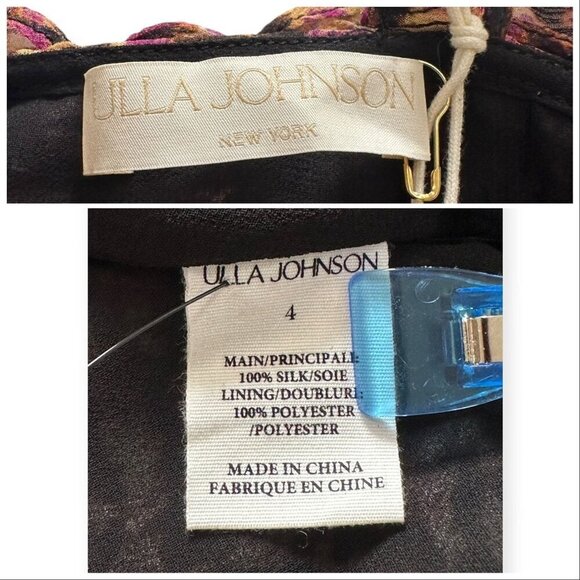 ULLA JOHNSON
NEW YORK
ULLA JOHNSON
4
MAIN/PRINCIPALE:
100% SILK/SOIE
LINING/DOUBLURE:
100% POLYESTER
/POLYESTER
MADE IN CHINA
FABRIQUE EN CHINE